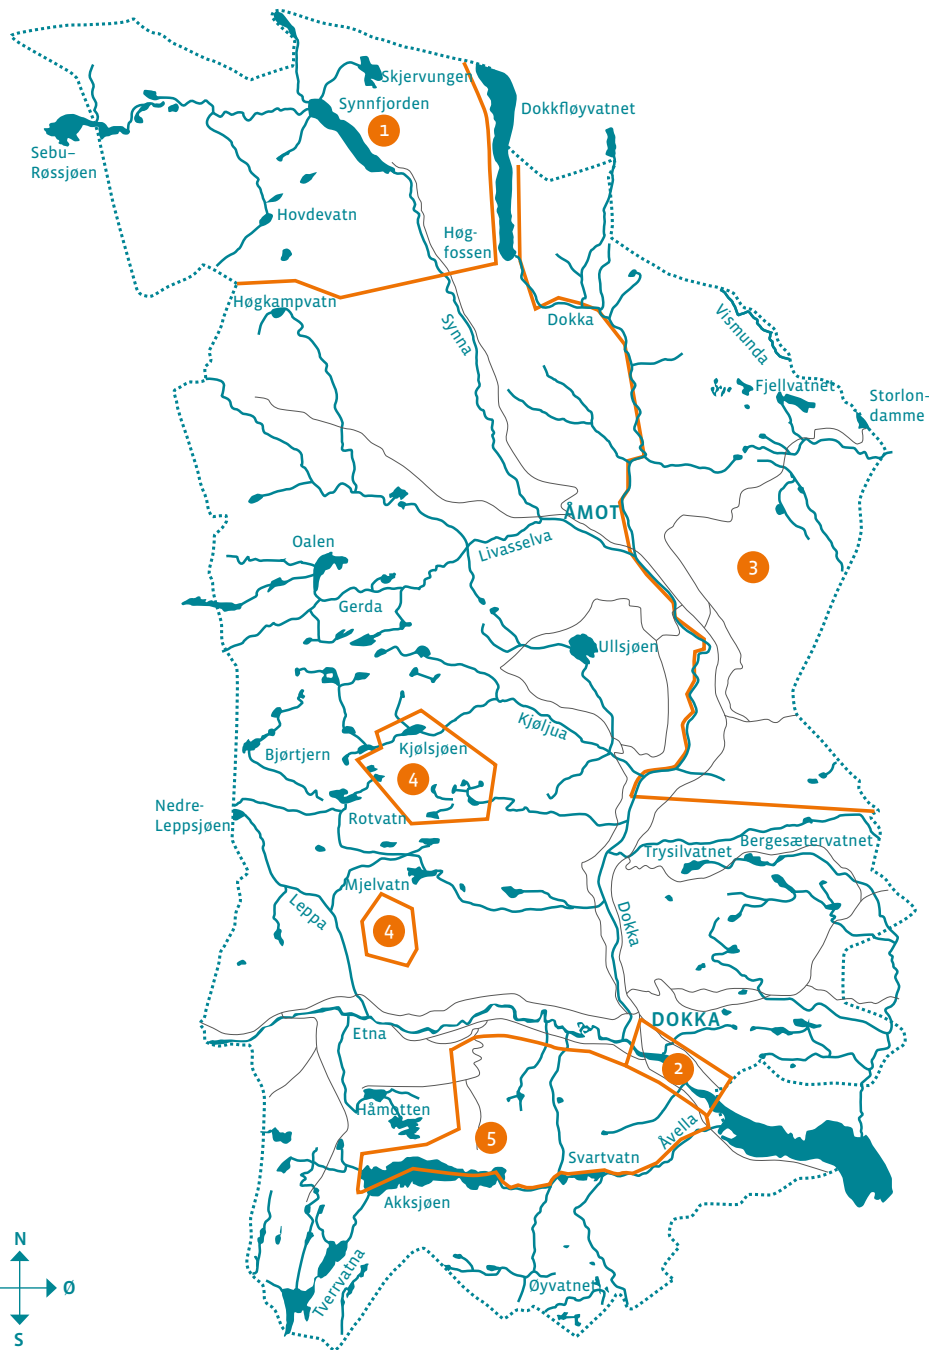 Skjervungen
Synnfjorden
1
Dokkfløyvatnet
Sebu-
Røssjøen
Hovdevatn
Høg-
fossen
Høgkampvatn
Synna
Dokka
Vismunda
Fjellvatnet
Storlon-
damme
ÅMOT
Oalen
Livasselva
3
Gerda
Ullsjøen
Kjøljua
Kjølsjøen
Bjørtjern
4
Nedre-
Leppsjøen
Rotvatn
Trysilvatnet
Bergesætervatnet
Mjelvatn
Leppa
4
Dokka
DOKKA
Etna
2
Håmotten
5
Åvella
Svartvatn
Akksjøen
Tverrvatna
Øyvatnet
N
Ø
S